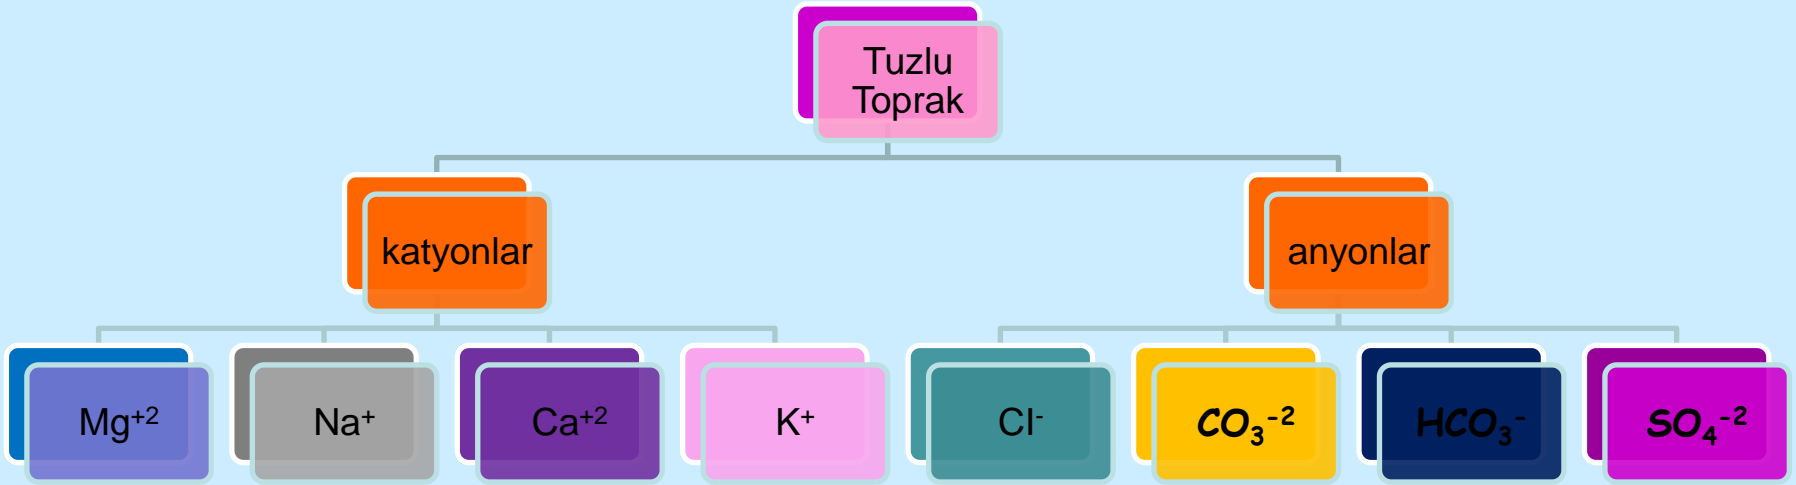 Tuzlu
Toprak
katyonlar
anyonlar
Mg⁺²
Na⁺
Ca⁺²
K⁺
Cl⁻
CO₃⁻²
HCO₃⁻
SO₄⁻²